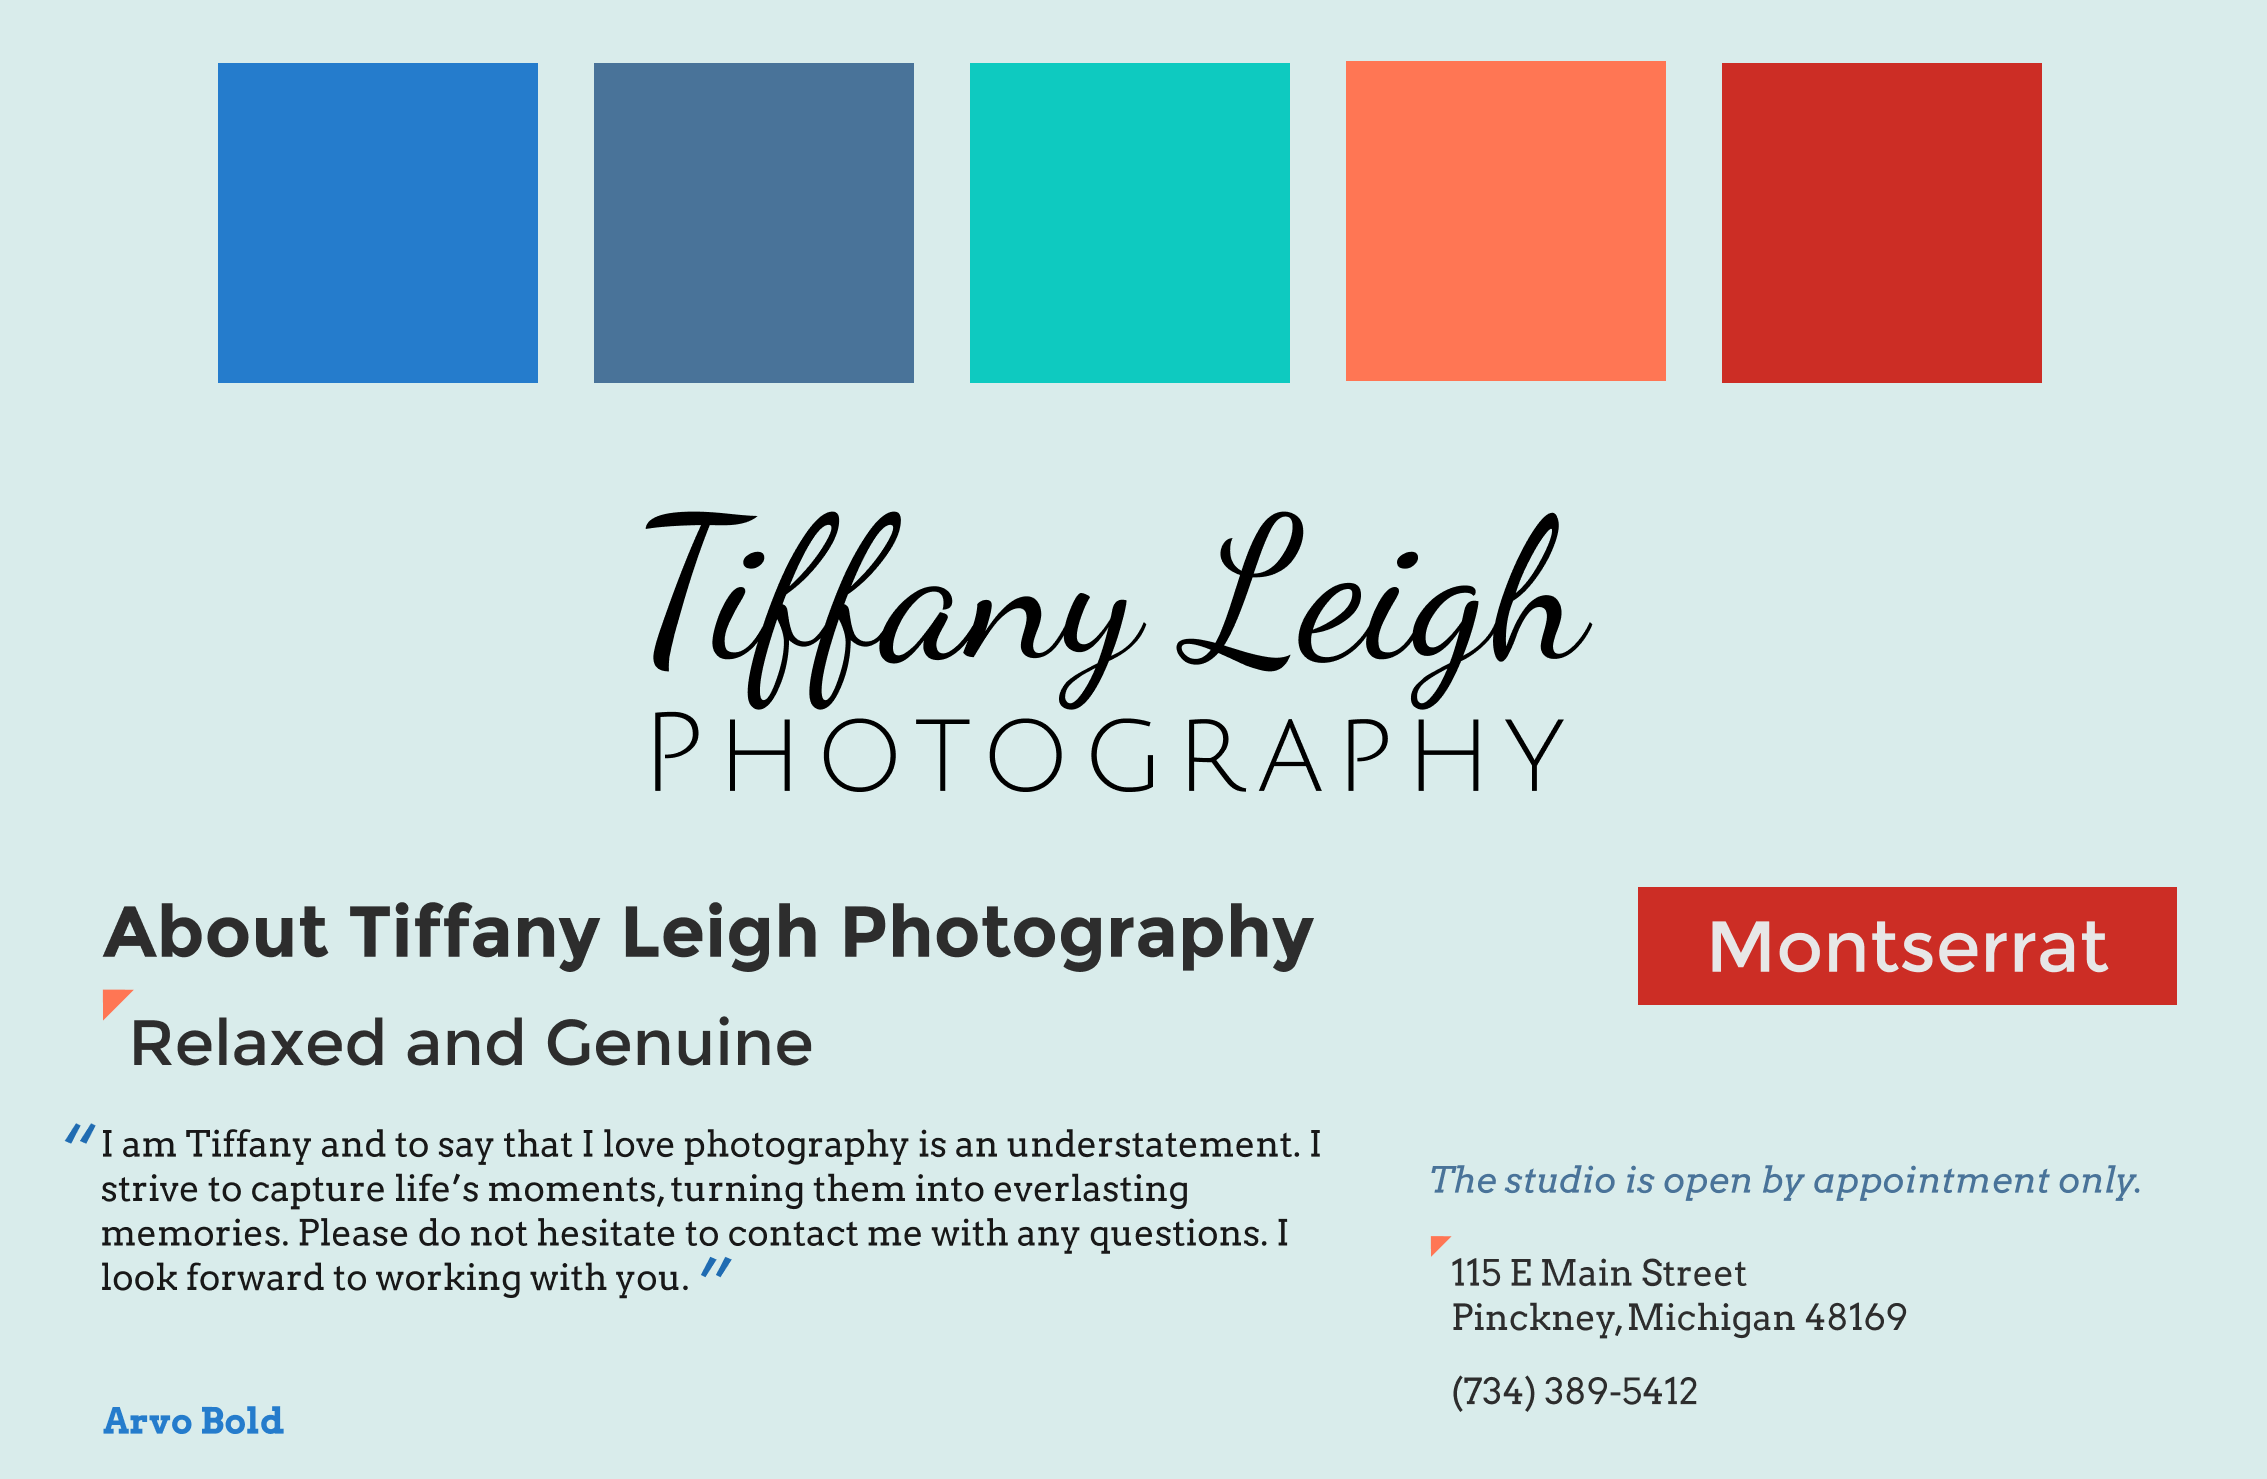 Tiffany Leigh
PHOTOGRAPHY
About Tiffany Leigh Photography
Montserrat
Relaxed and Genuine
"I am Tiffany and to say that I love photography is an understatement. I
strive to capture life’s moments, turning them into everlasting
memories. Please do not hesitate to contact me with any questions. I
look forward to working with you."
The studio is open by appointment only.
115 E Main Street
Pinckney, Michigan 48169
(734) 389-5412
Arvo Bold